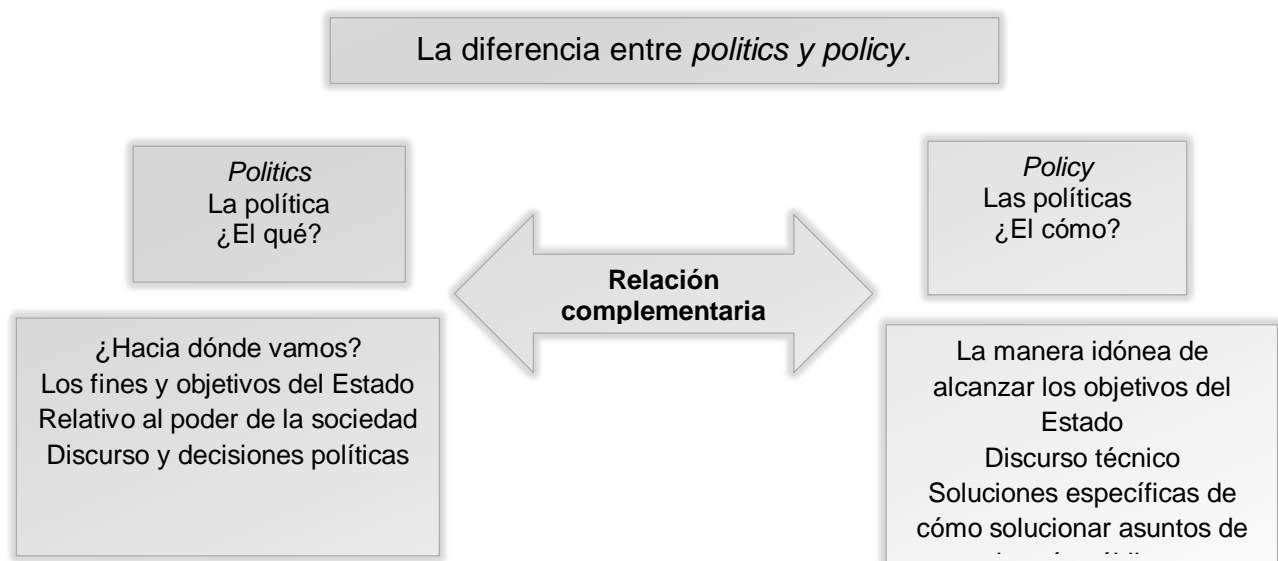 La diferencia entre politics y policy.
Politics
La política
¿El qué?
Policy
Las políticas
¿El cómo?
Relación
complementaria
¿Hacia dónde vamos?
Los fines y objetivos del Estado
Relativo al poder de la sociedad
Discurso y decisiones políticas
La manera idónea de
alcanzar los objetivos del
Estado
Discurso técnico
Soluciones específicas de
cómo solucionar asuntos de